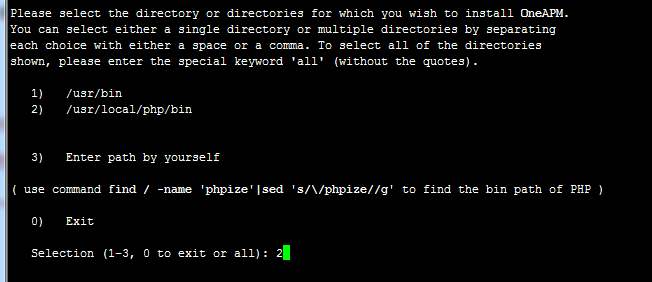 Please select the directory or directories for which you wish to install OneAPM.
You can select either a single directory or multiple directories by separating
each choice with either a space or a comma. To select all of the directories
shown, please enter the special keyword 'all' (without the quotes).
1) /usr/bin
2) /usr/local/php/bin
3) Enter path by yourself
( use command find / -name 'phpize'|sed 's/\/phpize//g' to find the bin path of PHP )
0) Exit
Selection (1-3, 0 to exit or all): 2